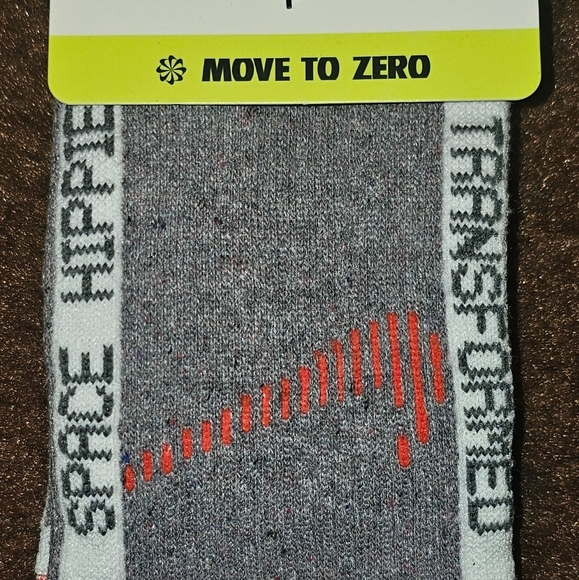 MOVE TO ZERO
SPACE HIPPIE
TRANSFORMED